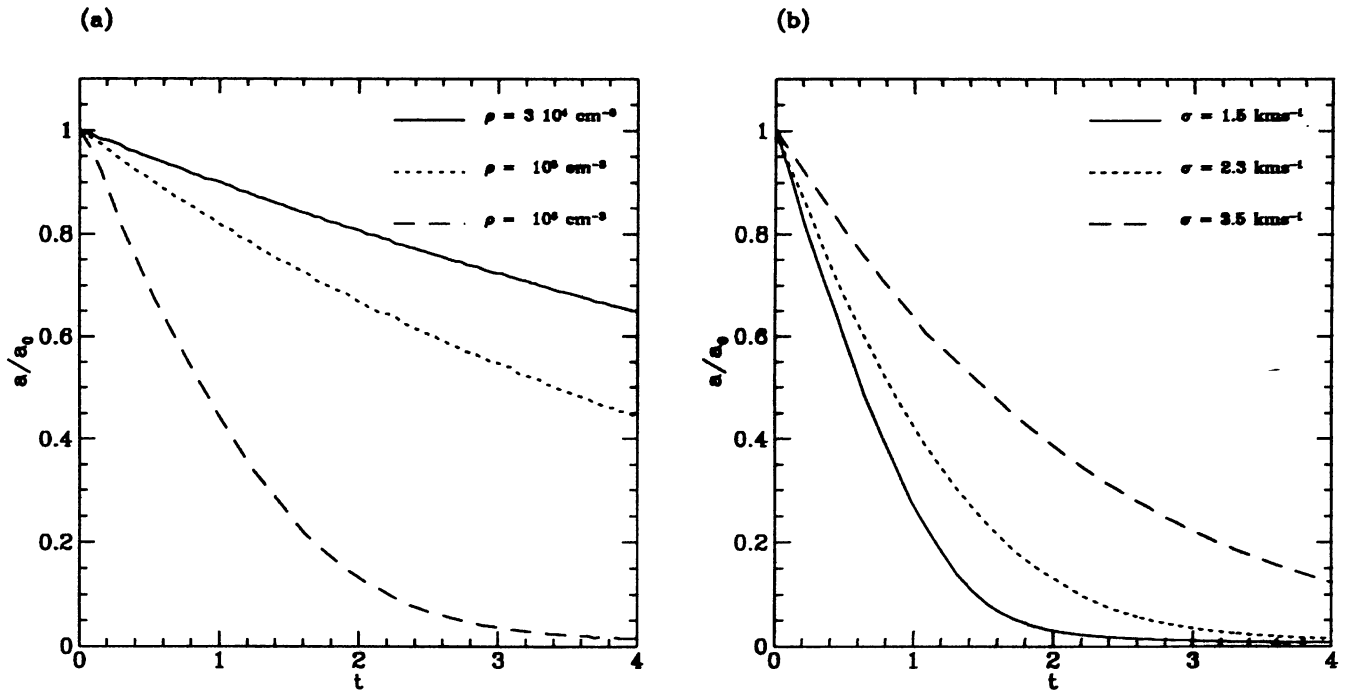 (a)
ρ = 3 10⁴ cm⁻³
ρ = 10⁵ cm⁻³
ρ = 10⁶ cm⁻³
1
0.8
0.6
0.4
0.2
0
a/a₀
0 1 2 3 4
t
(b)
σ = 1.5 kms⁻¹
σ = 2.3 kms⁻¹
σ = 3.5 kms⁻¹
1
0.8
0.6
0.4
0.2
0
a/a₀
0 1 2 3 4
t